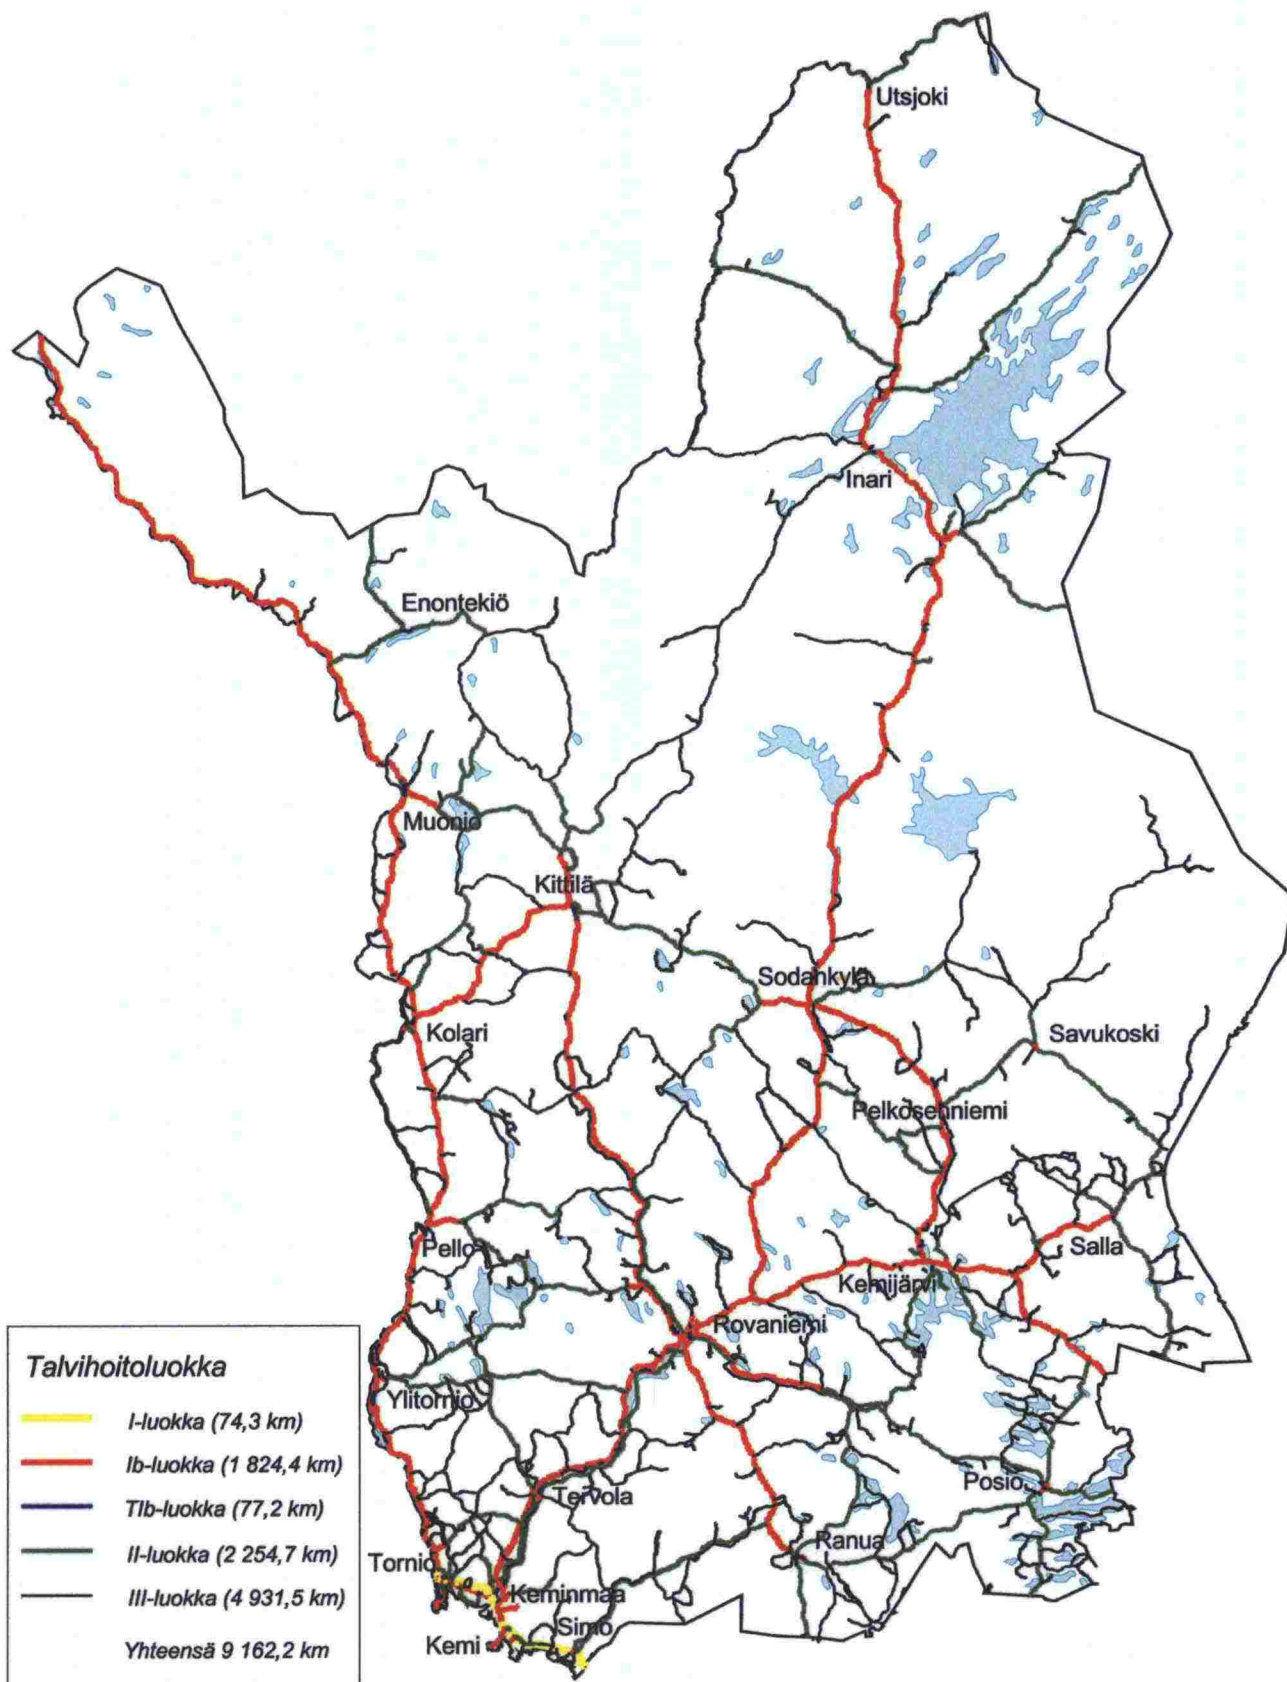 Utsjoki
Inari
Enontekiö
Muonio
Kittilä
Sodankylä
Kolari
Savukoski
Pelkosenniemi
Pello
Salla
Kemijärvi
Rovaniemi
Ylitornio
Posio
Tervola
Ranua
Tornio
Keminmaa
Simo
Kemi
Talvihoitoluokka
I-luokka (74,3 km)
Ib-luokka (1 824,4 km)
TIb-luokka (77,2 km)
II-luokka (2 254,7 km)
III-luokka (4 931,5 km)
Yhteensä 9 162,2 km